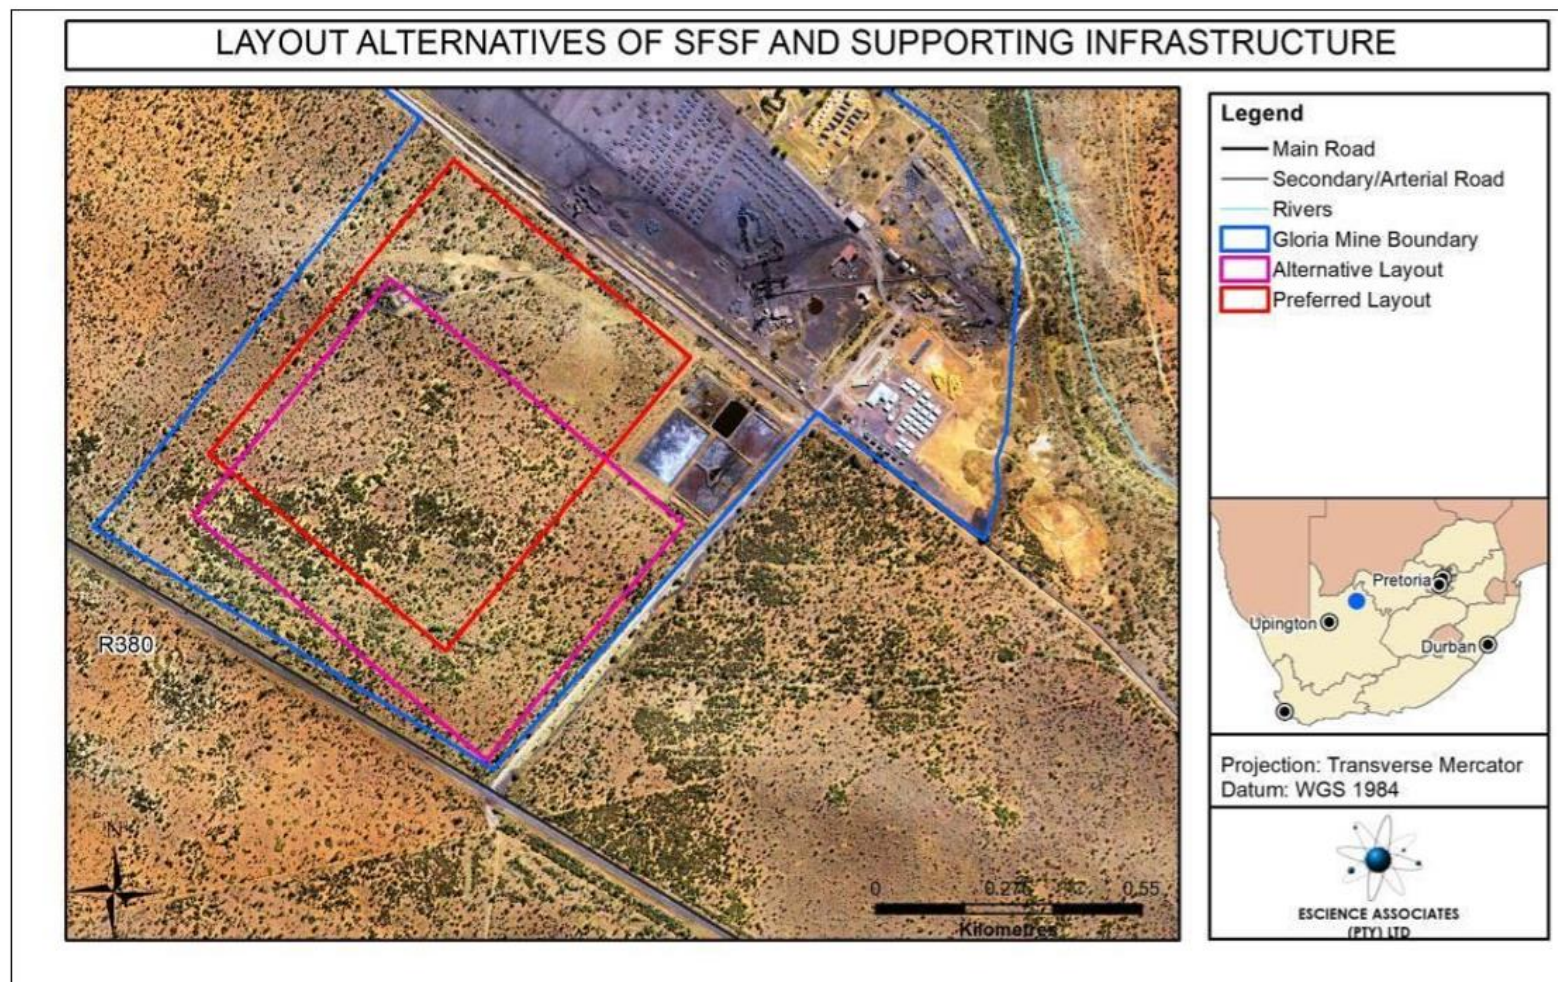 LAYOUT ALTERNATIVES OF SFSF AND SUPPORTING INFRASTRUCTURE
Legend
Main Road
Secondary/Arterial Road
Rivers
Gloria Mine Boundary
Alternative Layout
Preferred Layout
R380
N
0 0.275 0.55
Kilometres
Pretoria
Upington
Durban
Projection: Transverse Mercator
Datum: WGS 1984
ESCIENCE ASSOCIATES
(PTY) LTD